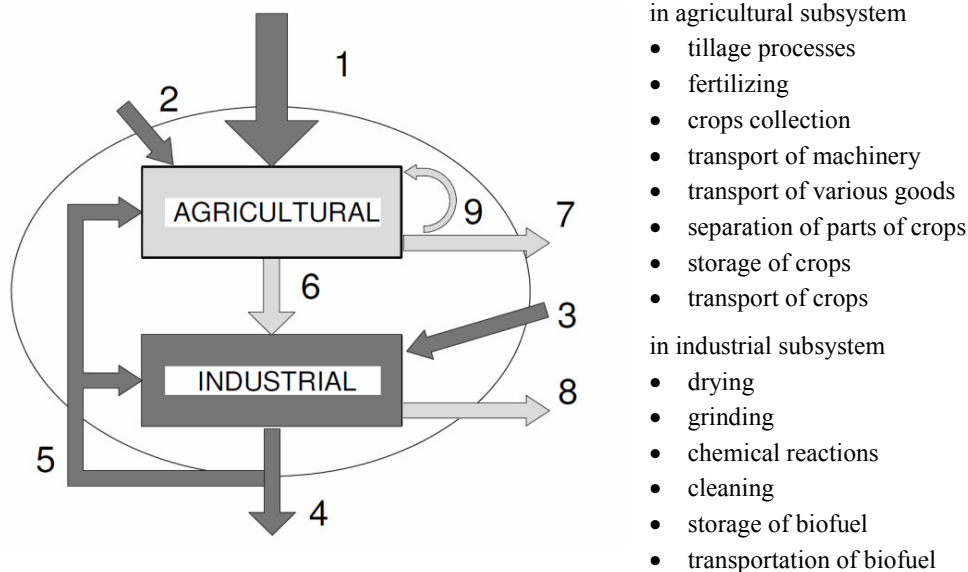 1
2
AGRICULTURAL
9
7
6
3
INDUSTRIAL
8
5
4
in agricultural subsystem
• tillage processes
• fertilizing
• crops collection
• transport of machinery
• transport of various goods
• separation of parts of crops
• storage of crops
• transport of crops
in industrial subsystem
• drying
• grinding
• chemical reactions
• cleaning
• storage of biofuel
• transportation of biofuel